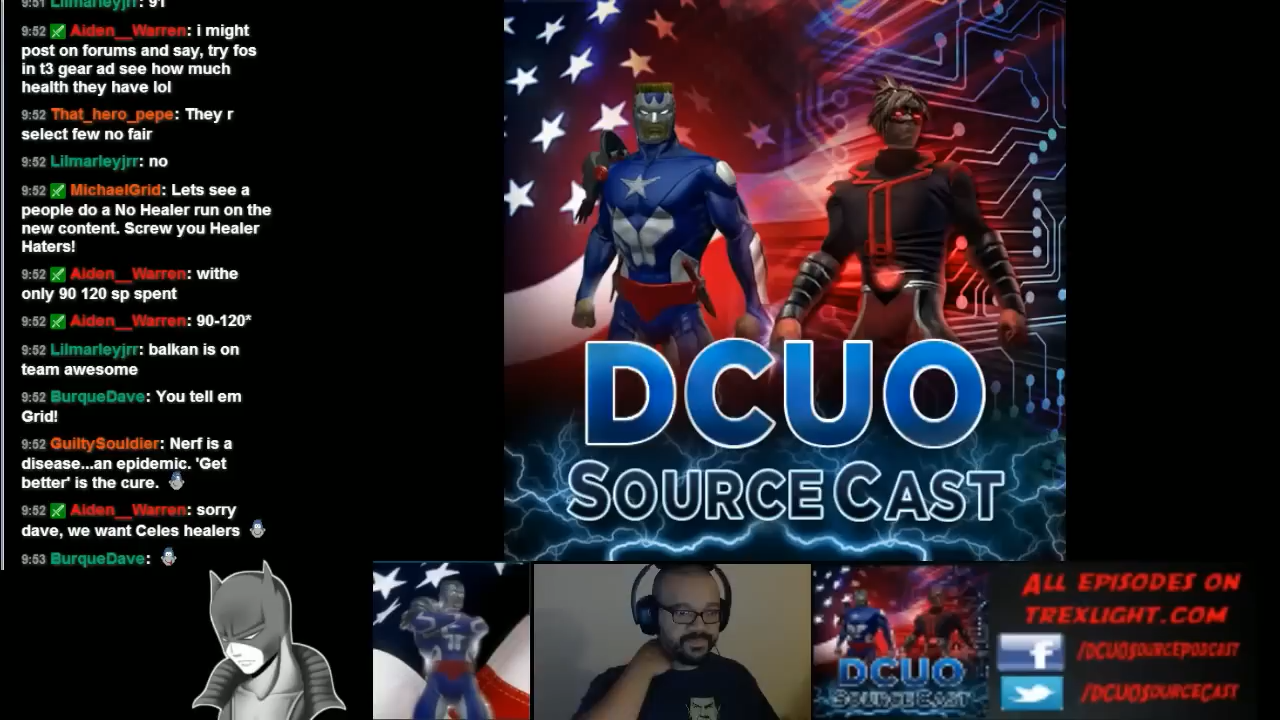 9:51 Lilmarleyjrr: 91
9:52 Aiden__Warren: i might
post on forums and say, try fos
in t3 gear ad see how much
health they have lol
9:52 That_hero_pepe: They r
select few no fair
9:52 Lilmarleyjrr: no
9:52 MichaelGrid: Lets see a
people do a No Healer run on the
new content. Screw you Healer
Haters!
9:52 Aiden__Warren: withe
only 90 120 sp spent
9:52 Aiden__Warren: 90-120*
9:52 Lilmarleyjrr: balkan is on
team awesome
9:52 BurqueDave: You tell em
Grid!
9:52 GuiltySouldier: Nerf is a
disease...an epidemic. 'Get
better' is the cure.
9:52 Aiden__Warren: sorry
dave, we want Celes healers
9:53 BurqueDave:
DCUO
SOURCECAST
DCUO
SOURCECAST
ALL EPISODES ON
TREXLIGHT.COM
f /DCUOSOURCEPODCAST
/DCUOSOURCECAST